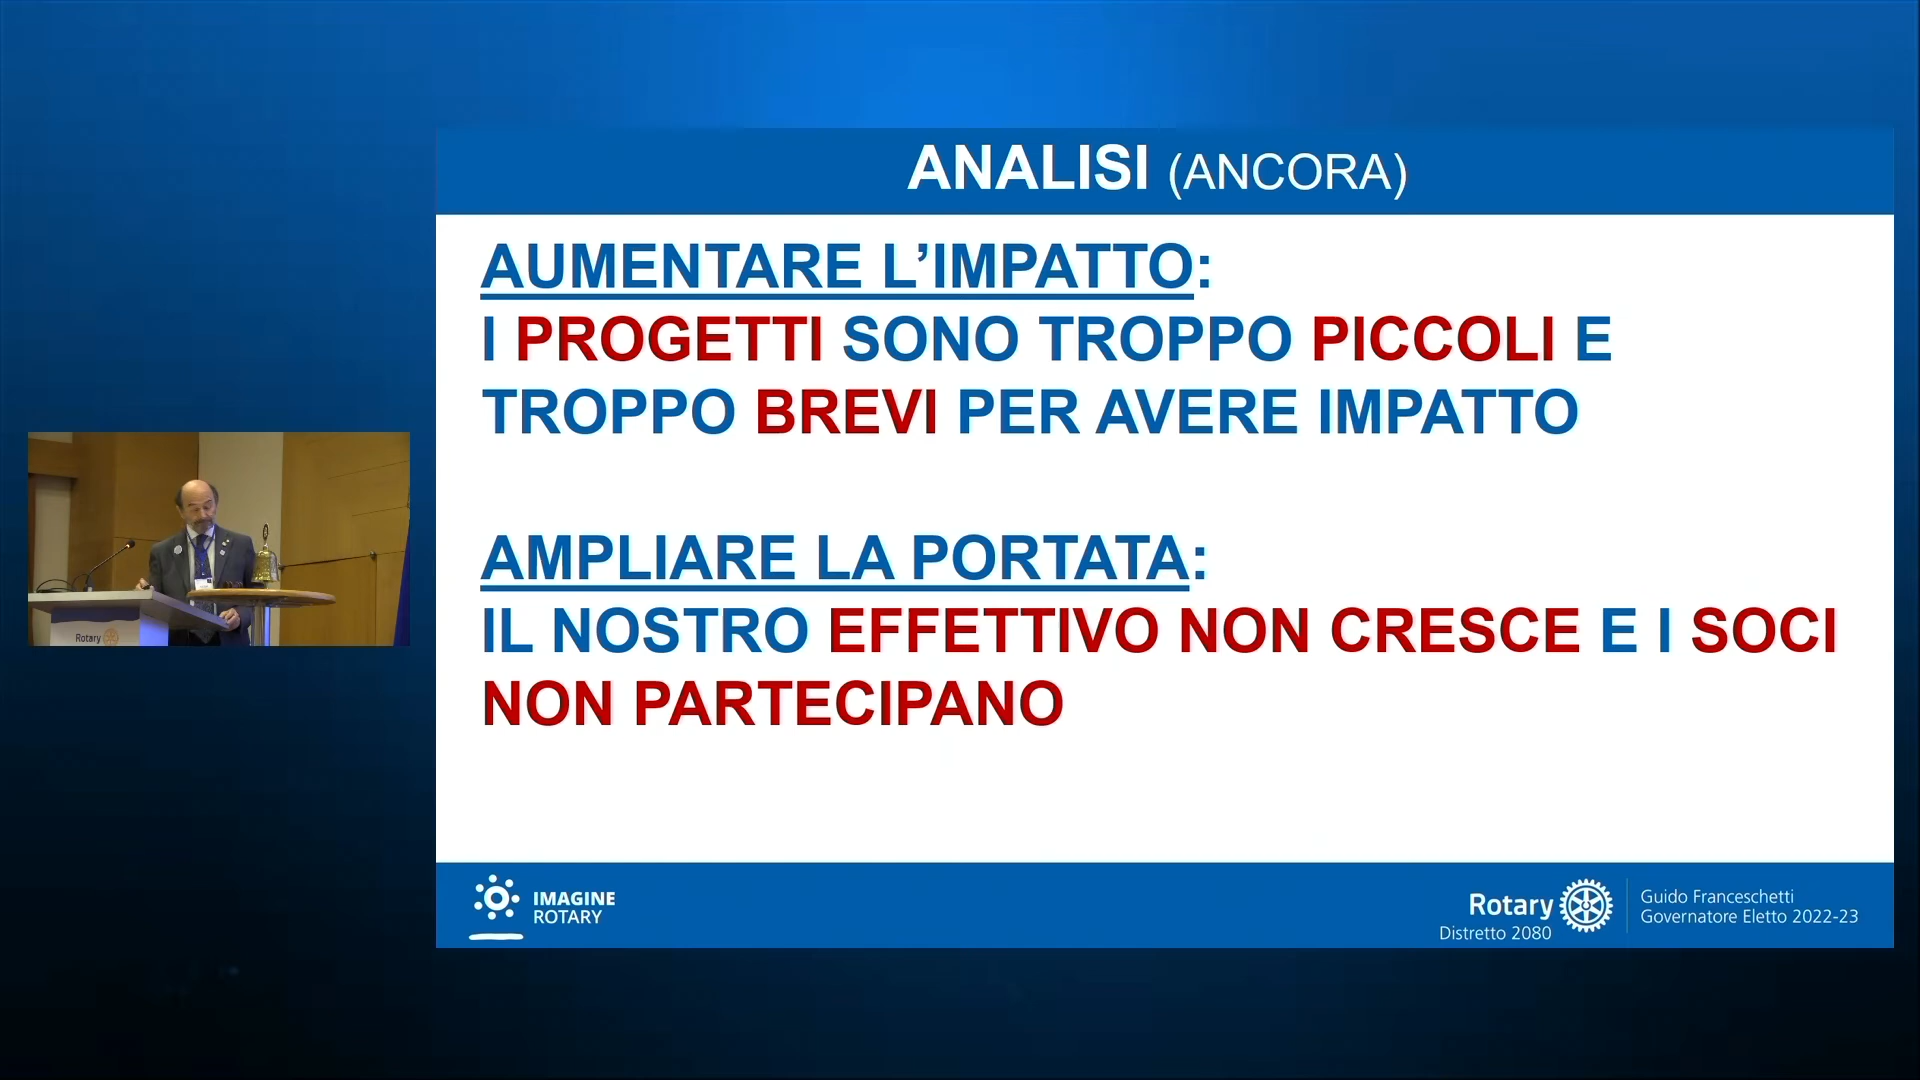 ANALISI (ANCORA)
AUMENTARE L’IMPATTO:
I PROGETTI SONO TROPPO PICCOLI E
TROPPO BREVI PER AVERE IMPATTO
AMPLIARE LA PORTATA:
IL NOSTRO EFFETTIVO NON CRESCE E I SOCI
NON PARTECIPANO
Rotary
IMAGINE
ROTARY
Rotary
Distretto 2080
Guido Franceschetti
Governatore Eletto 2022-23